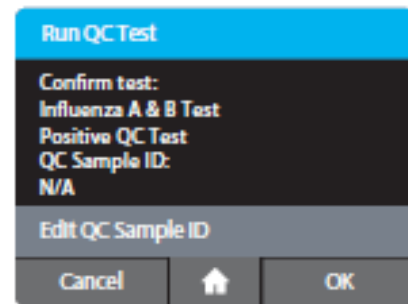 Run QC Test
Confirm test:
Influenza A & B Test
Positive QC Test
QC Sample ID:
N/A
Edit QC Sample ID
Cancel
OK